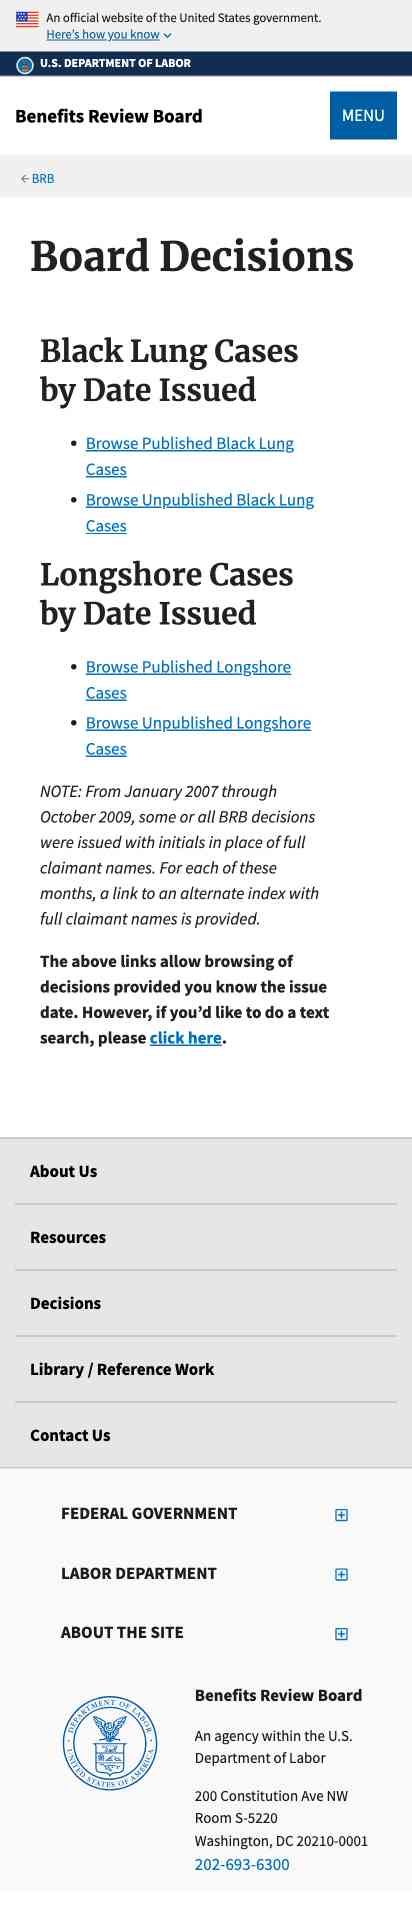 An official website of the United States government.
Here's how you know
U.S. DEPARTMENT OF LABOR
Benefits Review Board
MENU
BRB
Board Decisions
Black Lung Cases
by Date Issued
Browse Published Black Lung
Cases
Browse Unpublished Black Lung
Cases
Longshore Cases
by Date Issued
Browse Published Longshore
Cases
Browse Unpublished Longshore
Cases
NOTE: From January 2007 through
October 2009, some or all BRB decisions
were issued with initials in place of full
claimant names. For each of these
months, a link to an alternate index with
full claimant names is provided.
The above links allow browsing of
decisions provided you know the issue
date. However, if you’d like to do a text
search, please click here.
About Us
Resources
Decisions
Library / Reference Work
Contact Us
FEDERAL GOVERNMENT
LABOR DEPARTMENT
ABOUT THE SITE
DEPARTMENT OF LABOR
UNITED STATES OF AMERICA
Benefits Review Board
An agency within the U.S.
Department of Labor
200 Constitution Ave NW
Room S-5220
Washington, DC 20210-0001
202-693-6300